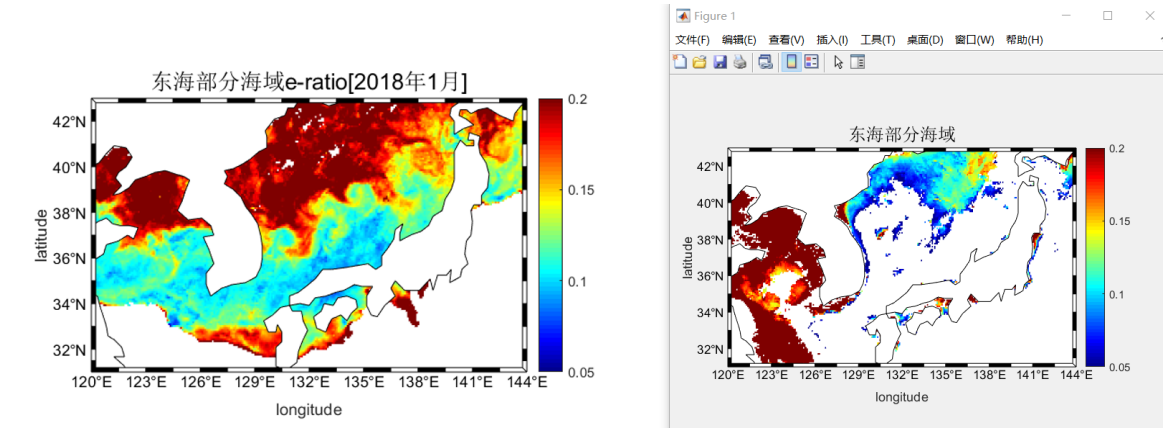 东海部分海域e-ratio[2018年1月]
42°N
40°N
38°N
36°N
34°N
32°N
latitude
120°E 123°E 126°E 129°E 132°E 135°E 138°E 141°E 144°E
longitude
0.2
0.15
0.1
0.05
Figure 1
文件(F) 编辑(E) 查看(V) 插入(I) 工具(T) 桌面(D) 窗口(W) 帮助(H)
东海部分海域
42°N
40°N
38°N
36°N
34°N
32°N
latitude
120°E 123°E 126°E 129°E 132°E 135°E 138°E 141°E 144°E
longitude
0.2
0.15
0.1
0.05